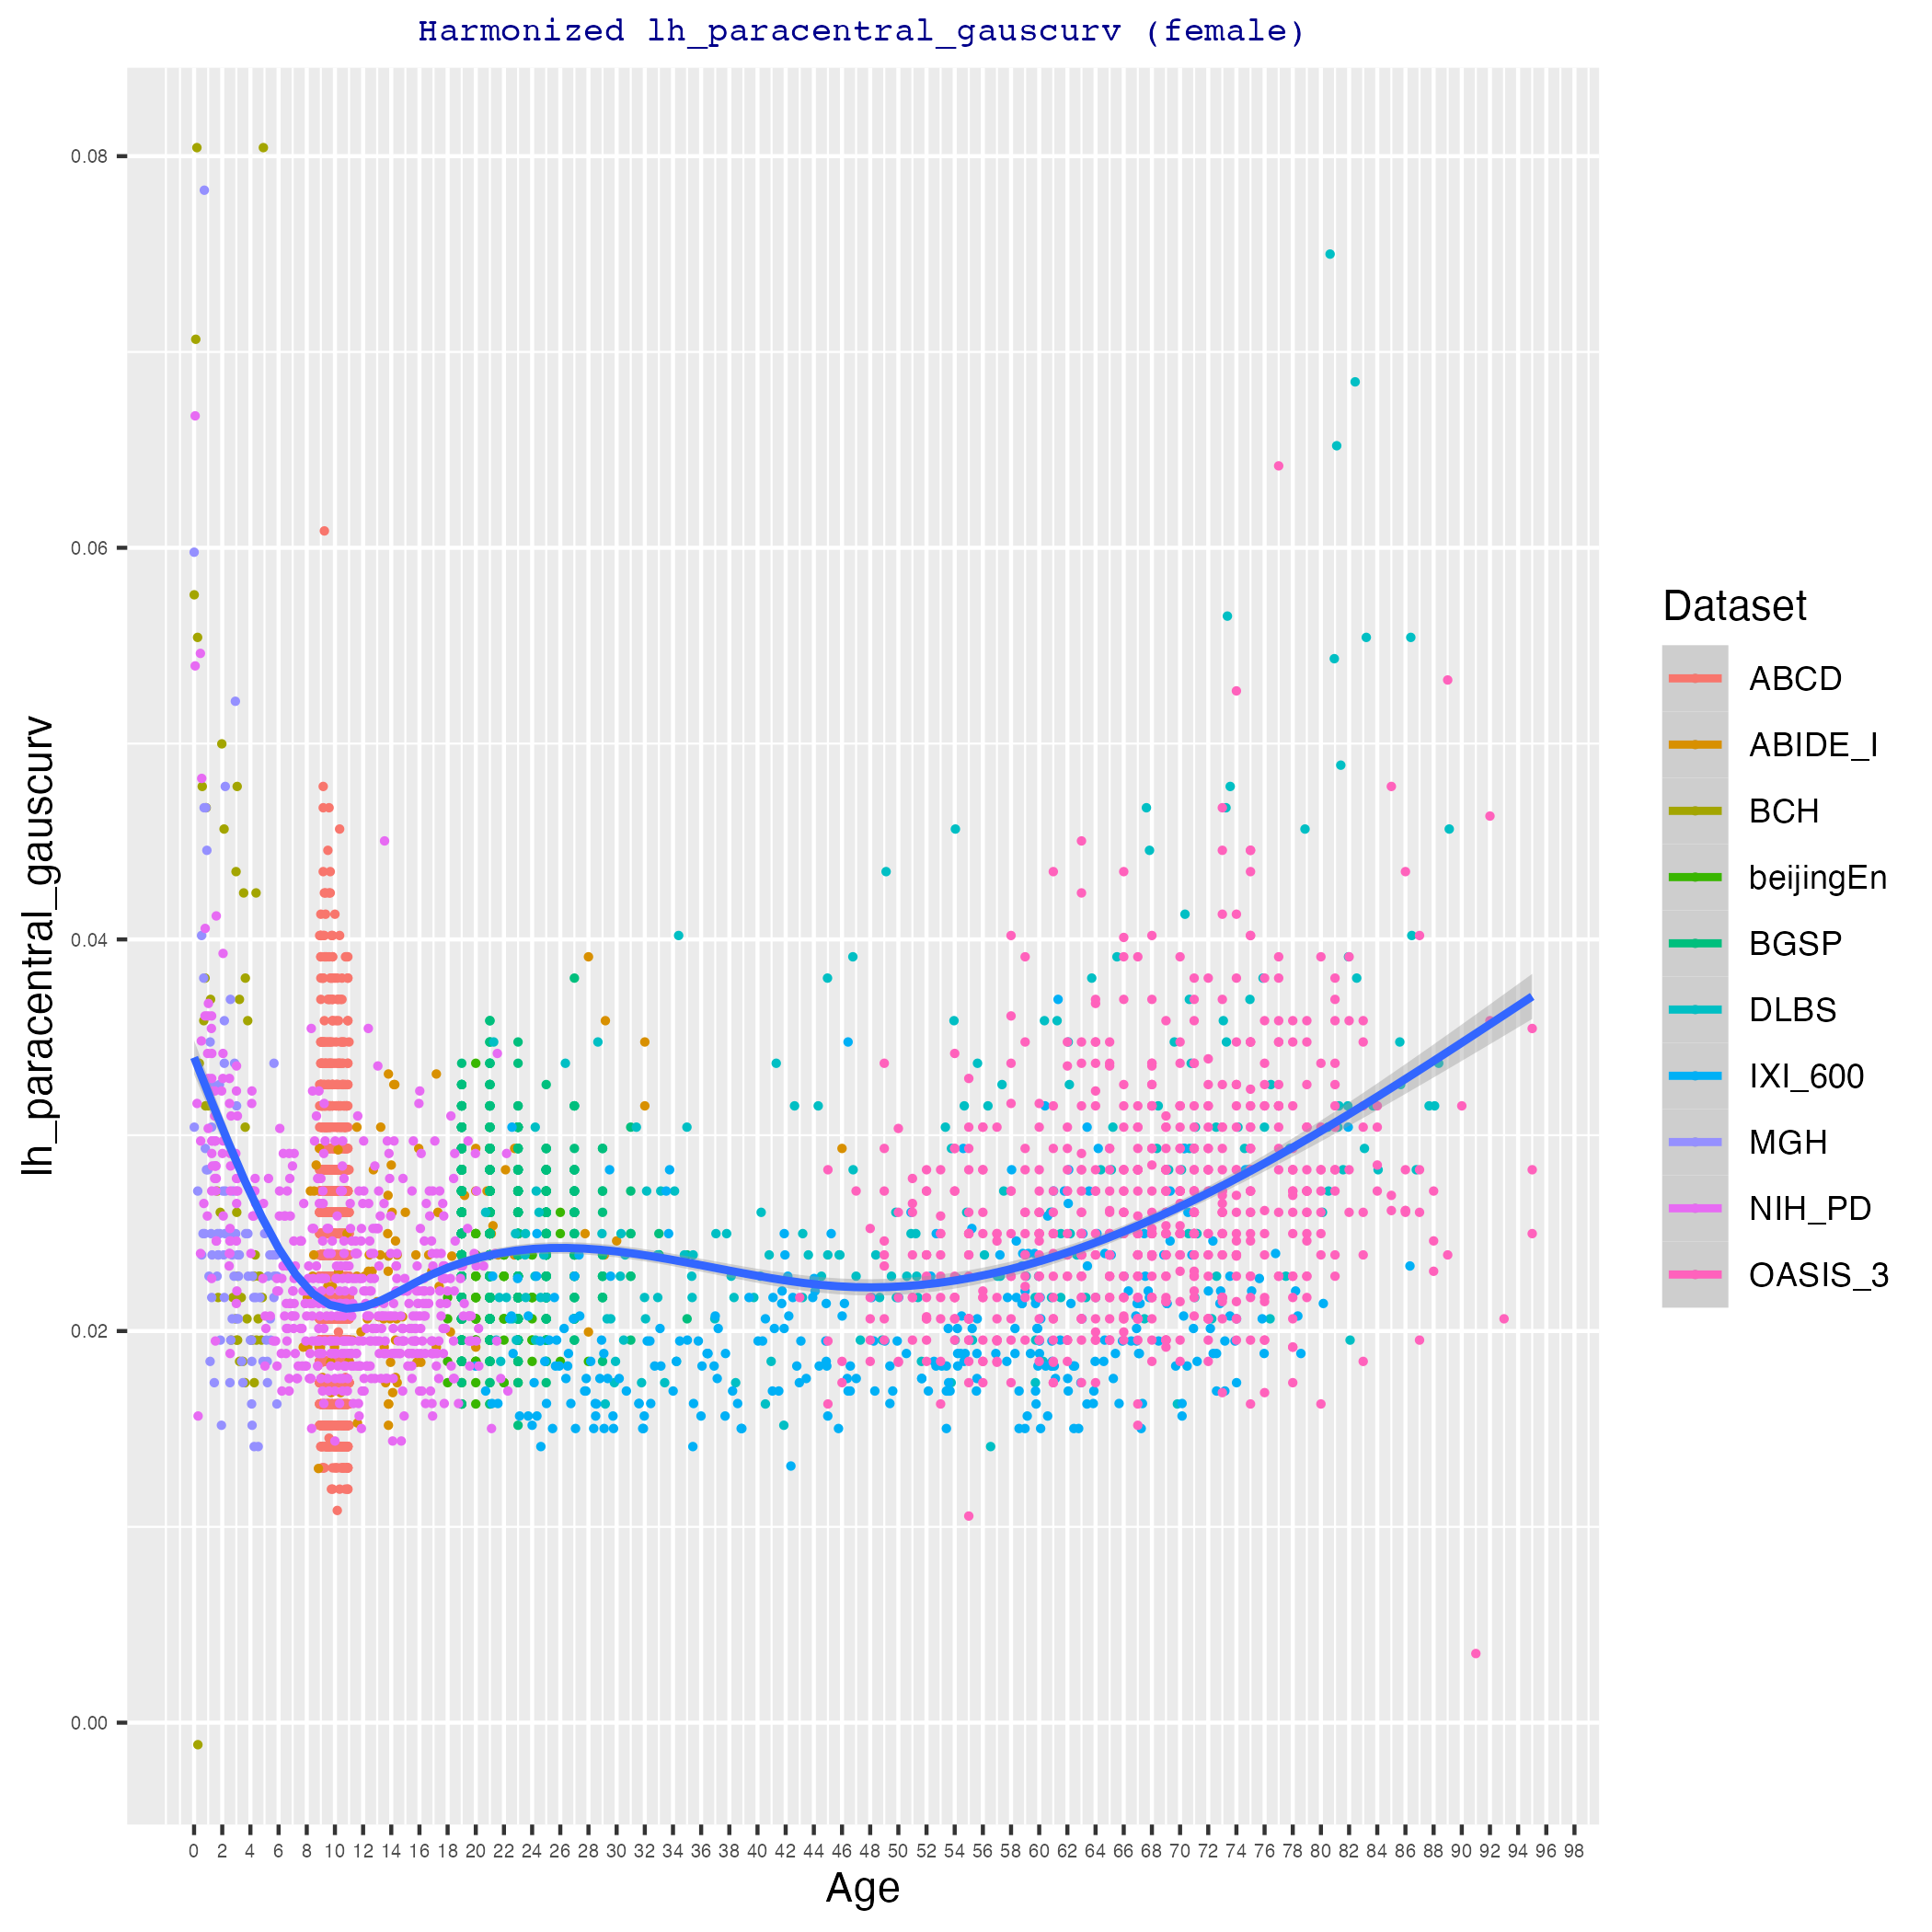 Harmonized lh_paracentral_gauscurv (female)
lh_paracentral_gauscurv
0.08
0.06
0.04
0.02
0.00
0 2 4 6 8 10 12 14 16 18 20 22 24 26 28 30 32 34 36 38 40 42 44 46 48 50 52 54 56 58 60 62 64 66 68 70 72 74 76 78 80 82 84 86 88 90 92 94 96 98
Age
Dataset
ABCD
ABIDE_I
BCH
beijingEn
BGSP
DLBS
IXI_600
MGH
NIH_PD
OASIS_3